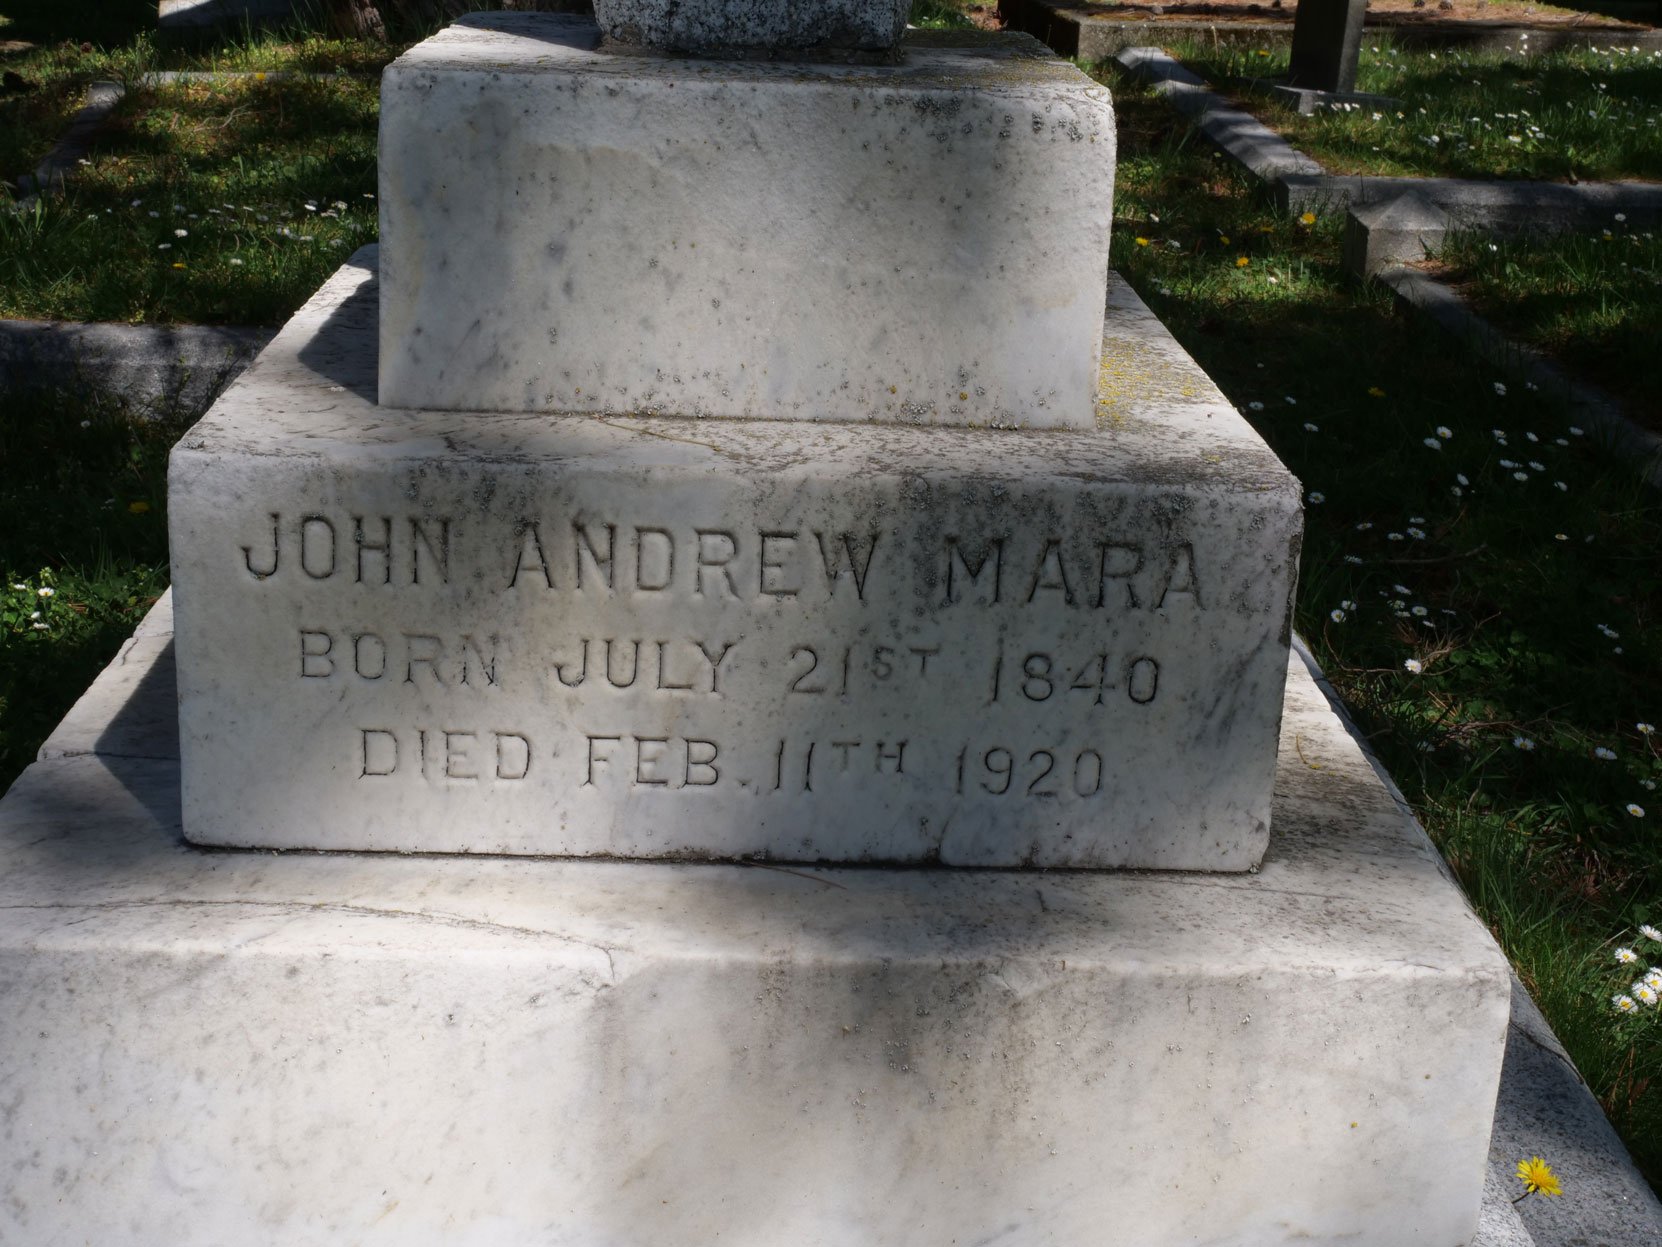 JOHN ANDREW MARA
BORN JULY 21ST 1840
DIED FEB. 11TH 1920